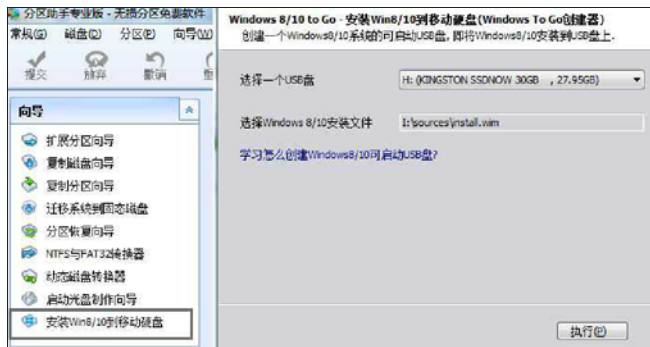 分区助手专业版 - 无损分区免费软件
常规(G) 磁盘(D) 分区(P) 向导(W)
提交 放弃 撤消 重
向导
扩展分区向导
复制磁盘向导
复制分区向导
迁移系统到固态磁盘
分区恢复向导
NTFS与FAT32转换器
动态磁盘转换器
启动光盘制作向导
安装Win8/10到移动硬盘
Windows 8/10 to Go - 安装Win8/10到移动硬盘(Windows To Go创建器)
创建一个Windows8/10系统的可启动USB盘, 即将Windows8/10安装到USB盘上.
选择一个USB盘 H: (KINGSTON SSDNOW 30GB , 27.95GB)
选择Windows 8/10安装文件 I:\sources\install.wim
学习怎么创建Windows8/10可启动USB盘?
执行(P)